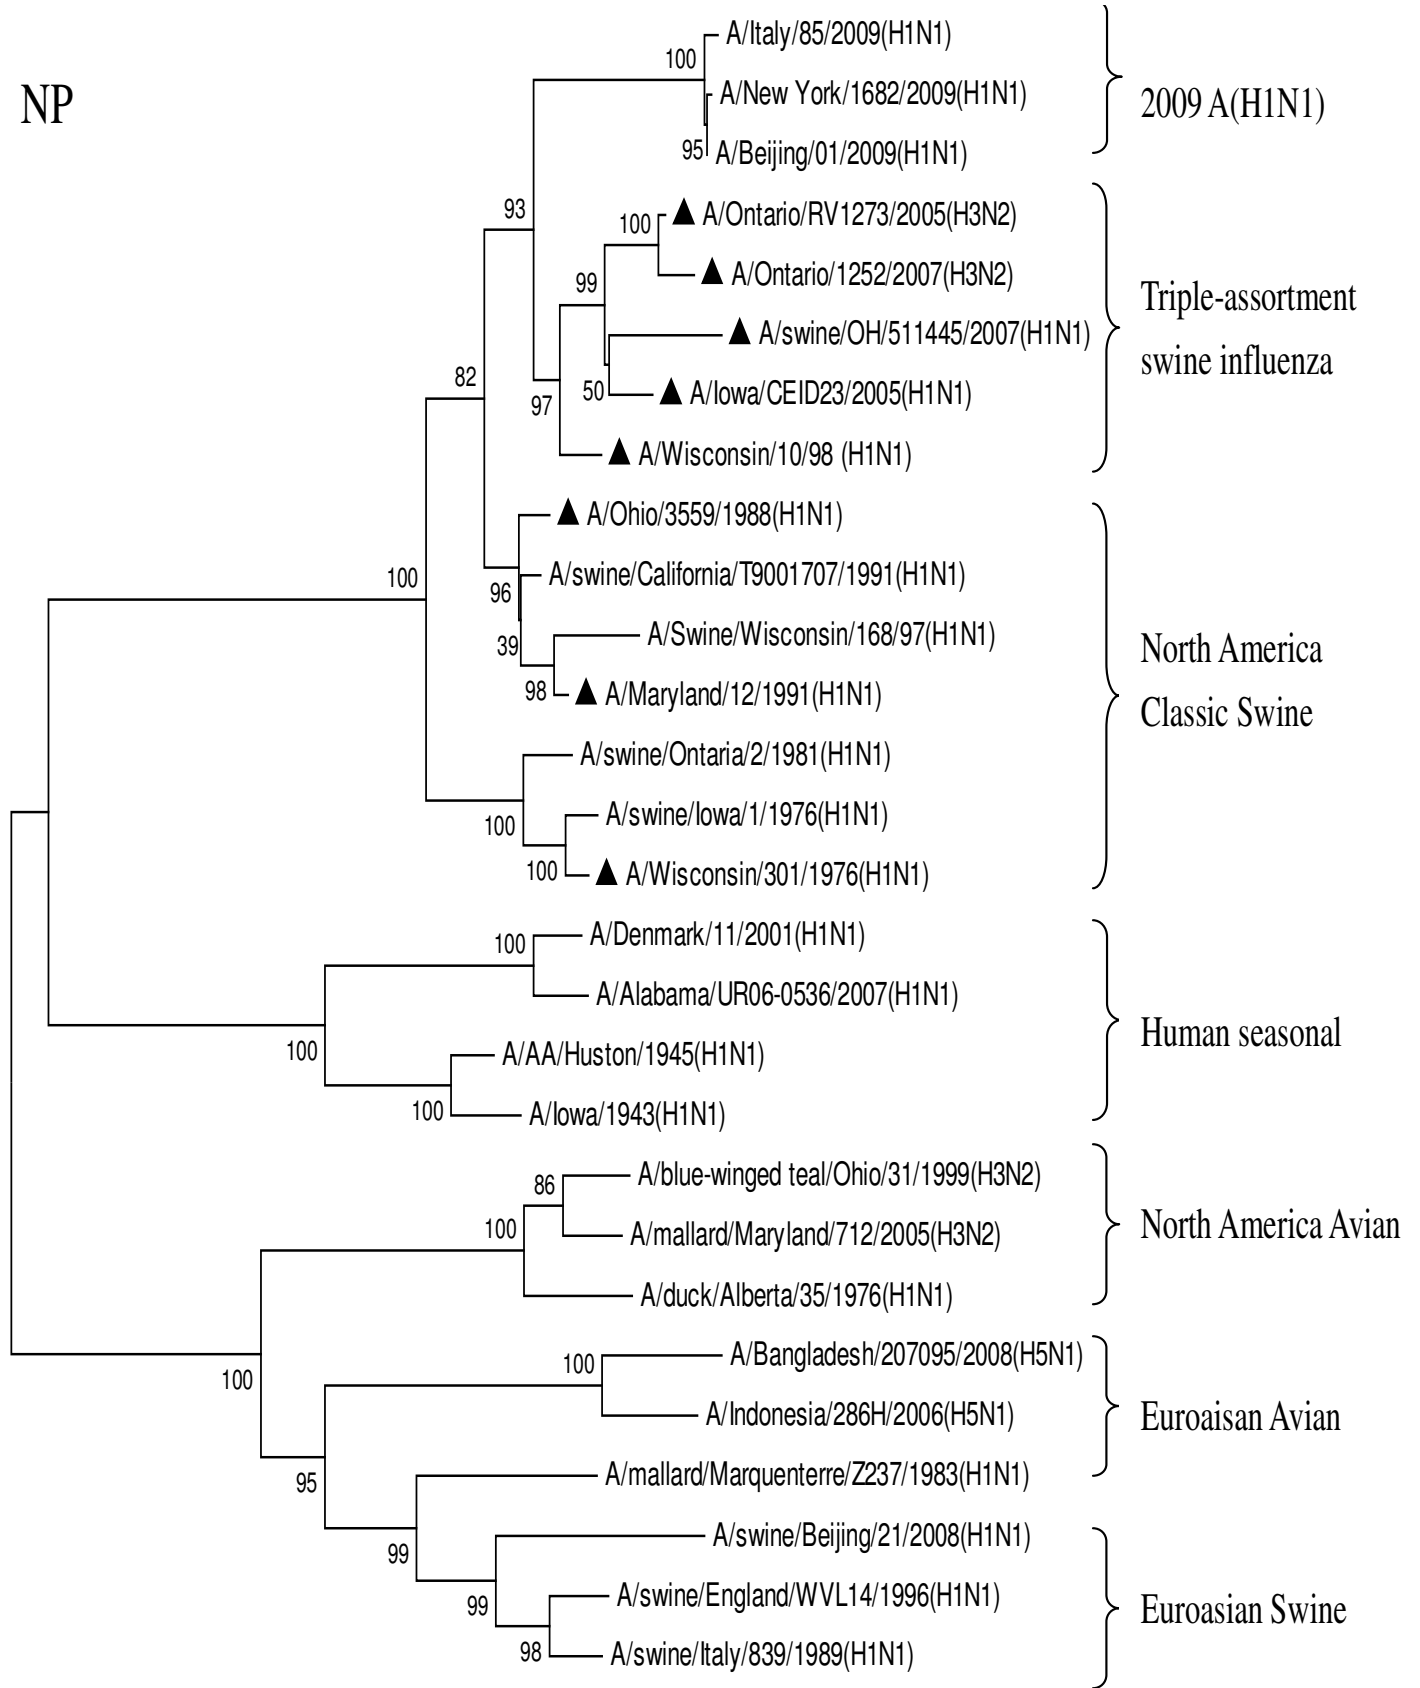 NP
100
A/Italy/85/2009(H1N1)
A/New York/1682/2009(H1N1)
95
A/Beijing/01/2009(H1N1)
2009 A(H1N1)
93
100
A/Ontario/RV1273/2005(H3N2)
A/Ontario/1252/2007(H3N2)
99
A/swine/OH/511445/2007(H1N1)
50
A/Iowa/CEID23/2005(H1N1)
97
A/Wisconsin/10/98 (H1N1)
Triple-assortment
swine influenza
82
A/Ohio/3559/1988(H1N1)
96
A/swine/California/T9001707/1991(H1N1)
39
A/Swine/Wisconsin/168/97(H1N1)
98
A/Maryland/12/1991(H1N1)
100
A/swine/Ontaria/2/1981(H1N1)
100
A/swine/Iowa/1/1976(H1N1)
100
A/Wisconsin/301/1976(H1N1)
North America
Classic Swine
100
A/Denmark/11/2001(H1N1)
A/Alabama/UR06-0536/2007(H1N1)
100
A/AA/Huston/1945(H1N1)
100
A/Iowa/1943(H1N1)
Human seasonal
86
A/blue-winged teal/Ohio/31/1999(H3N2)
100
A/mallard/Maryland/712/2005(H3N2)
A/duck/Alberta/35/1976(H1N1)
North America Avian
100
100
A/Bangladesh/207095/2008(H5N1)
A/Indonesia/286H/2006(H5N1)
95
A/mallard/Marquenterre/Z237/1983(H1N1)
Euroaisan Avian
99
A/swine/Beijing/21/2008(H1N1)
99
A/swine/England/WVL14/1996(H1N1)
98
A/swine/Italy/839/1989(H1N1)
Euroasian Swine